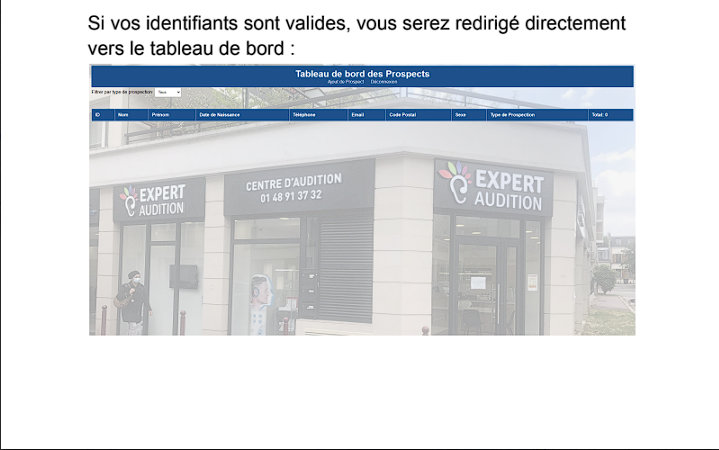 Si vos identifiants sont valides, vous serez redirigé directement
vers le tableau de bord :
Tableau de bord des Prospects
Ajout de Prospect Déconnexion
Filtrer par type de prospection: Tous
ID Nom Prénom Date de Naissance Téléphone Email Code Postal Sexe Type de Prospection Total: 0
EXPERT
AUDITION
CENTRE D'AUDITION
01 48 91 37 32
EXPERT
AUDITION